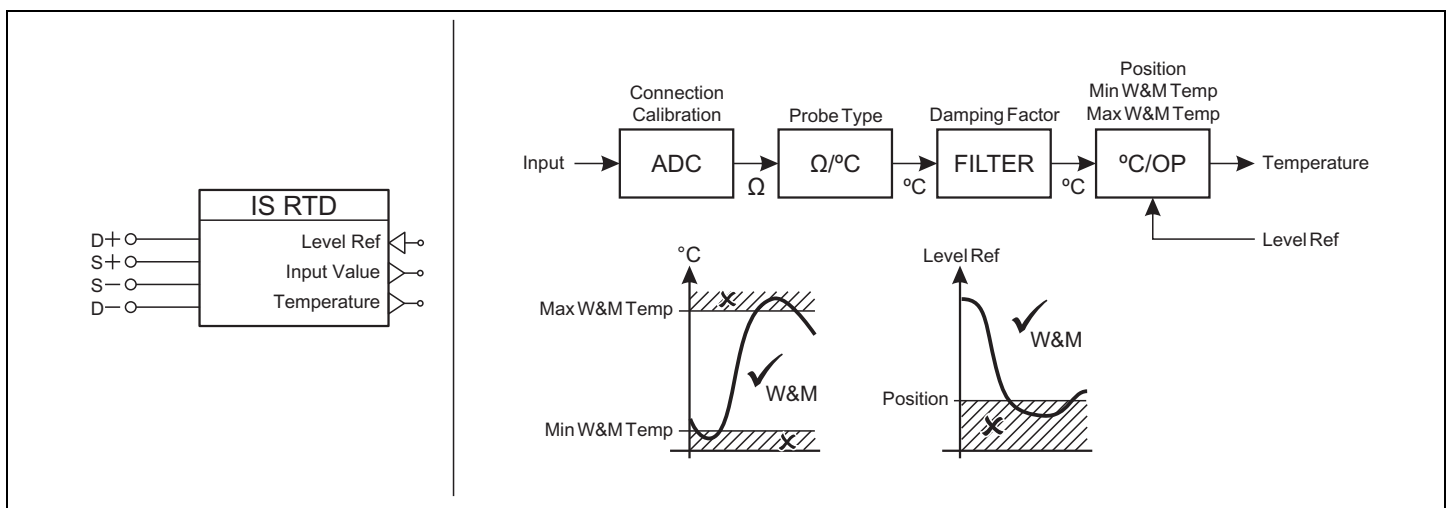 IS RTD
D+
S+
S−
D−
Level Ref
Input Value
Temperature
Connection
Calibration
Probe Type
Damping Factor
Position
Min W&M Temp
Max W&M Temp
Input
ADC
Ω
Ω/ºC
ºC
FILTER
ºC
ºC/OP
Temperature
Level Ref
°C
Max W&M Temp
W&M
Min W&M Temp
Level Ref
W&M
Position